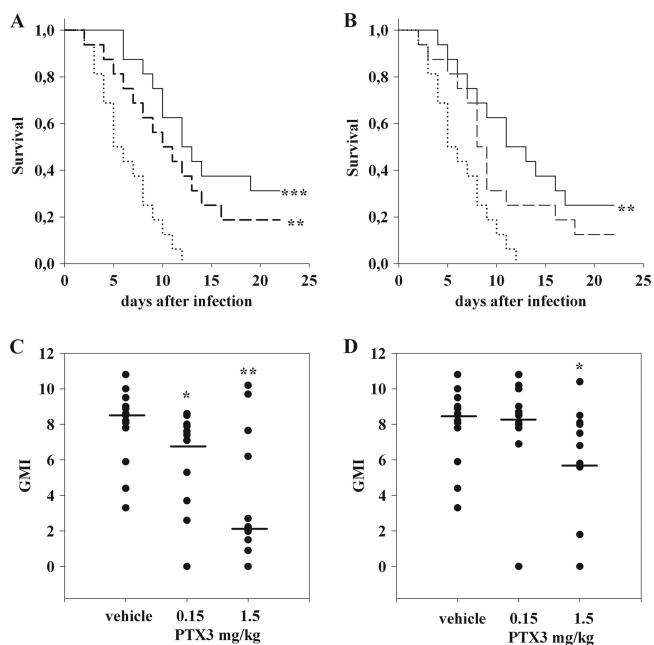 A
B
Survival
1,0
0,8
0,6
0,4
0,2
0,0
***
**
0 5 10 15 20 25
days after infection
Survival
1,0
0,8
0,6
0,4
0,2
0,0
**
0 5 10 15 20 25
days after infection
C
GMI
12
10
8
6
4
2
0
*
**
vehicle 0.15 1.5
PTX3 mg/kg
D
GMI
12
10
8
6
4
2
0
*
vehicle 0.15 1.5
PTX3 mg/kg